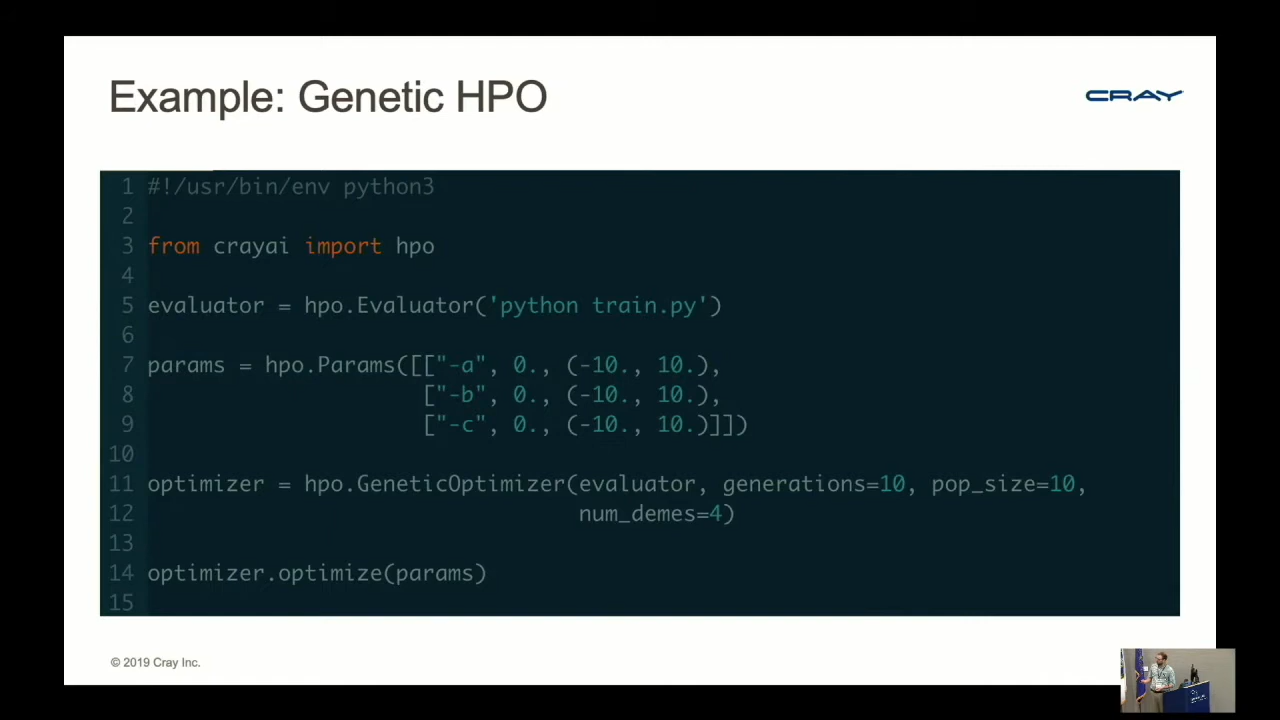 Example: Genetic HPO
CRAY
1 #!/usr/bin/env python3
2
3 from crayai import hpo
4
5 evaluator = hpo.Evaluator('python train.py')
6
7 params = hpo.Params([["-a", 0., (-10., 10.),
8                      ["-b", 0., (-10., 10.),
9                      ["-c", 0., (-10., 10.)]])
10
11 optimizer = hpo.GeneticOptimizer(evaluator, generations=10, pop_size=10,
12                                  num_demes=4)
13
14 optimizer.optimize(params)
15
© 2019 Cray Inc.